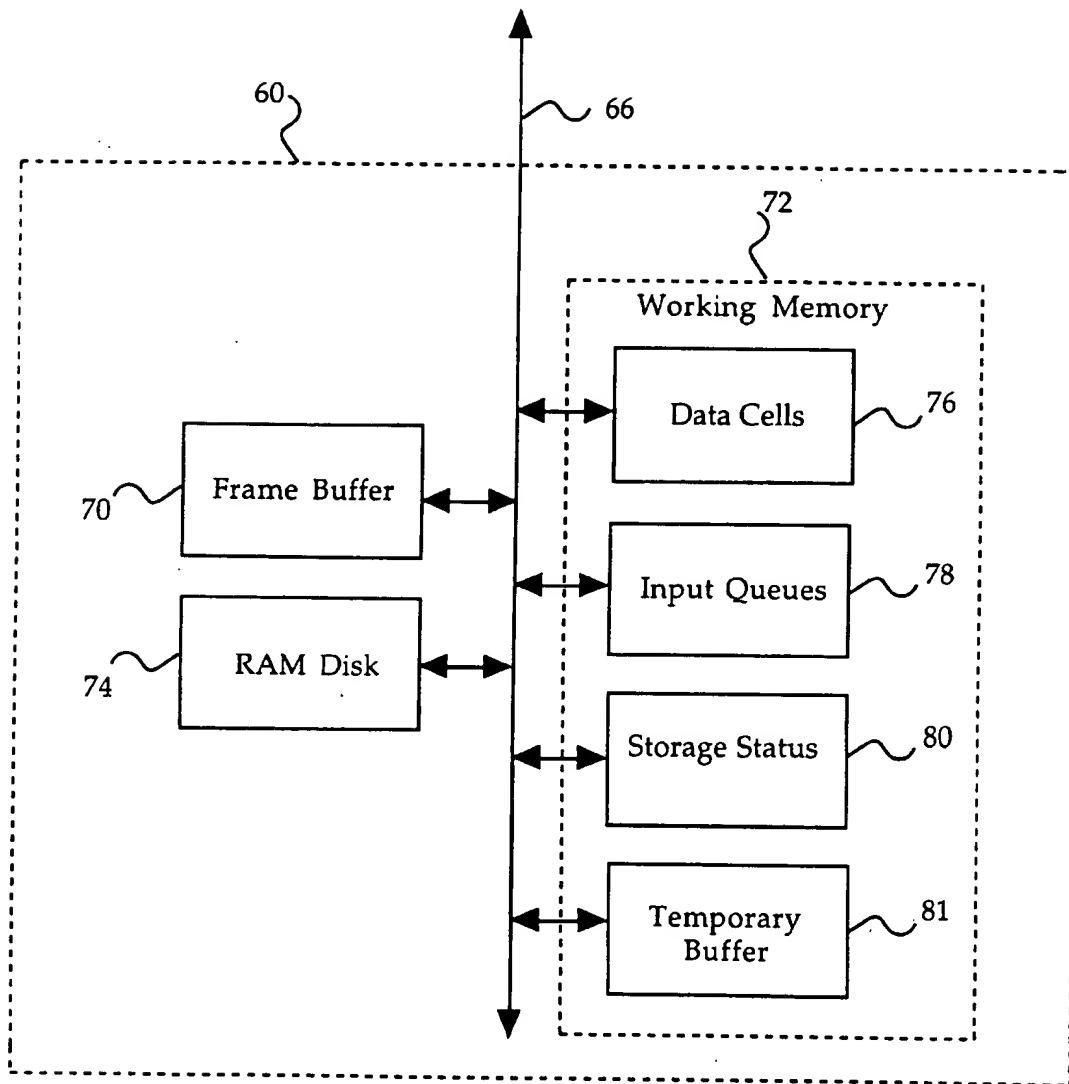 60
66
72
Working Memory
Data Cells
76
Frame Buffer
70
Input Queues
78
RAM Disk
74
Storage Status
80
Temporary
Buffer
81